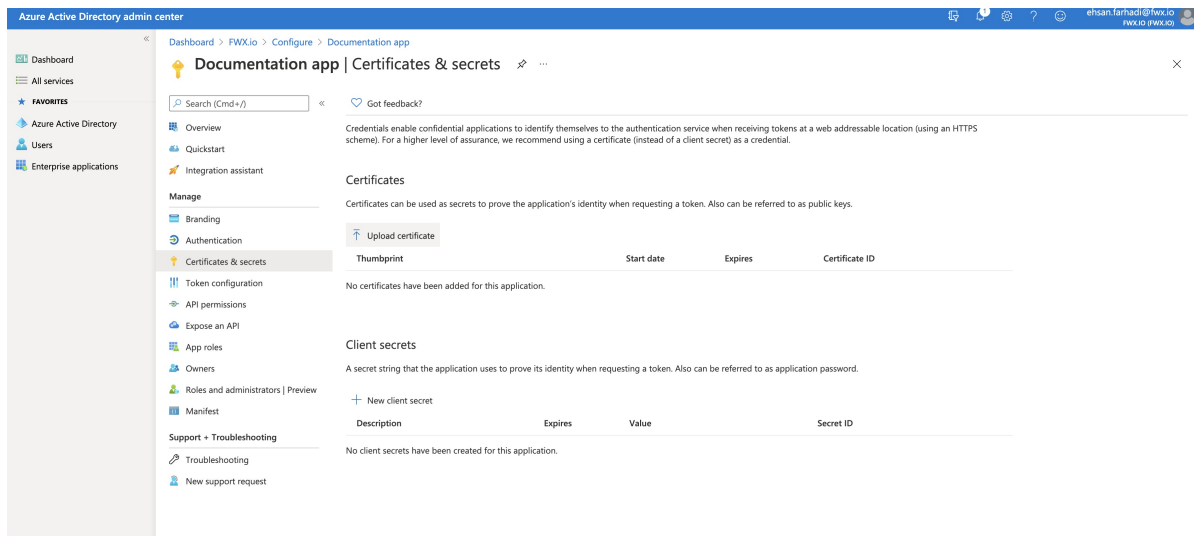 Azure Active Directory admin center
1
ehsan.farhadi@fwx.io
FWX.IO (FWX.IO)
«
Dashboard
All services
FAVORITES
Azure Active Directory
Users
Enterprise applications
Dashboard > FWX.io > Configure > Documentation app
Documentation app | Certificates & secrets
Search (Cmd+/)
«
Overview
Quickstart
Integration assistant
Manage
Branding
Authentication
Certificates & secrets
Token configuration
API permissions
Expose an API
App roles
Owners
Roles and administrators | Preview
Manifest
Support + Troubleshooting
Troubleshooting
New support request
Got feedback?
Credentials enable confidential applications to identify themselves to the authentication service when receiving tokens at a web addressable location (using an HTTPS
scheme). For a higher level of assurance, we recommend using a certificate (instead of a client secret) as a credential.
Certificates
Certificates can be used as secrets to prove the application's identity when requesting a token. Also can be referred to as public keys.
Upload certificate
Thumbprint Start date Expires Certificate ID
No certificates have been added for this application.
Client secrets
A secret string that the application uses to prove its identity when requesting a token. Also can be referred to as application password.
New client secret
Description Expires Value Secret ID
No client secrets have been created for this application.